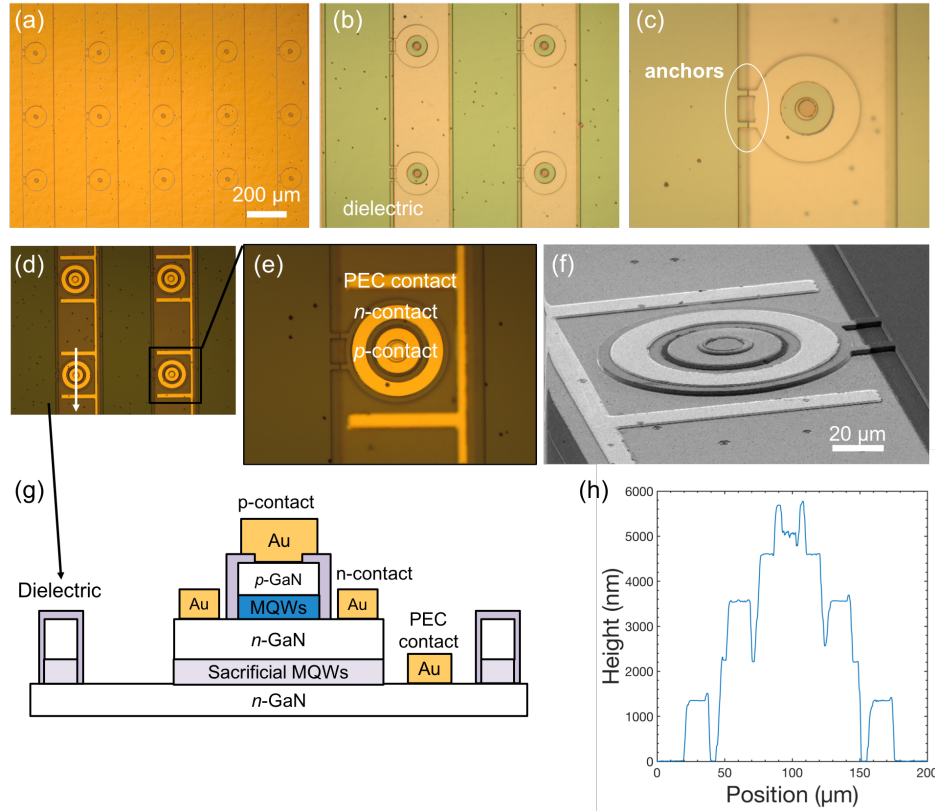 (a)
200 µm
(b)
dielectric
(c)
anchors
(d)
(e)
PEC contact
n-contact
p-contact
(f)
20 µm
(g)
p-contact
Au
p-GaN
MQWs
n-contact
Au
Au
Dielectric
n-GaN
PEC
contact
Au
Sacrificial MQWs
n-GaN
(h)
6000
5000
4000
3000
2000
1000
0
Height (nm)
0
50
100
150
200
Position (µm)